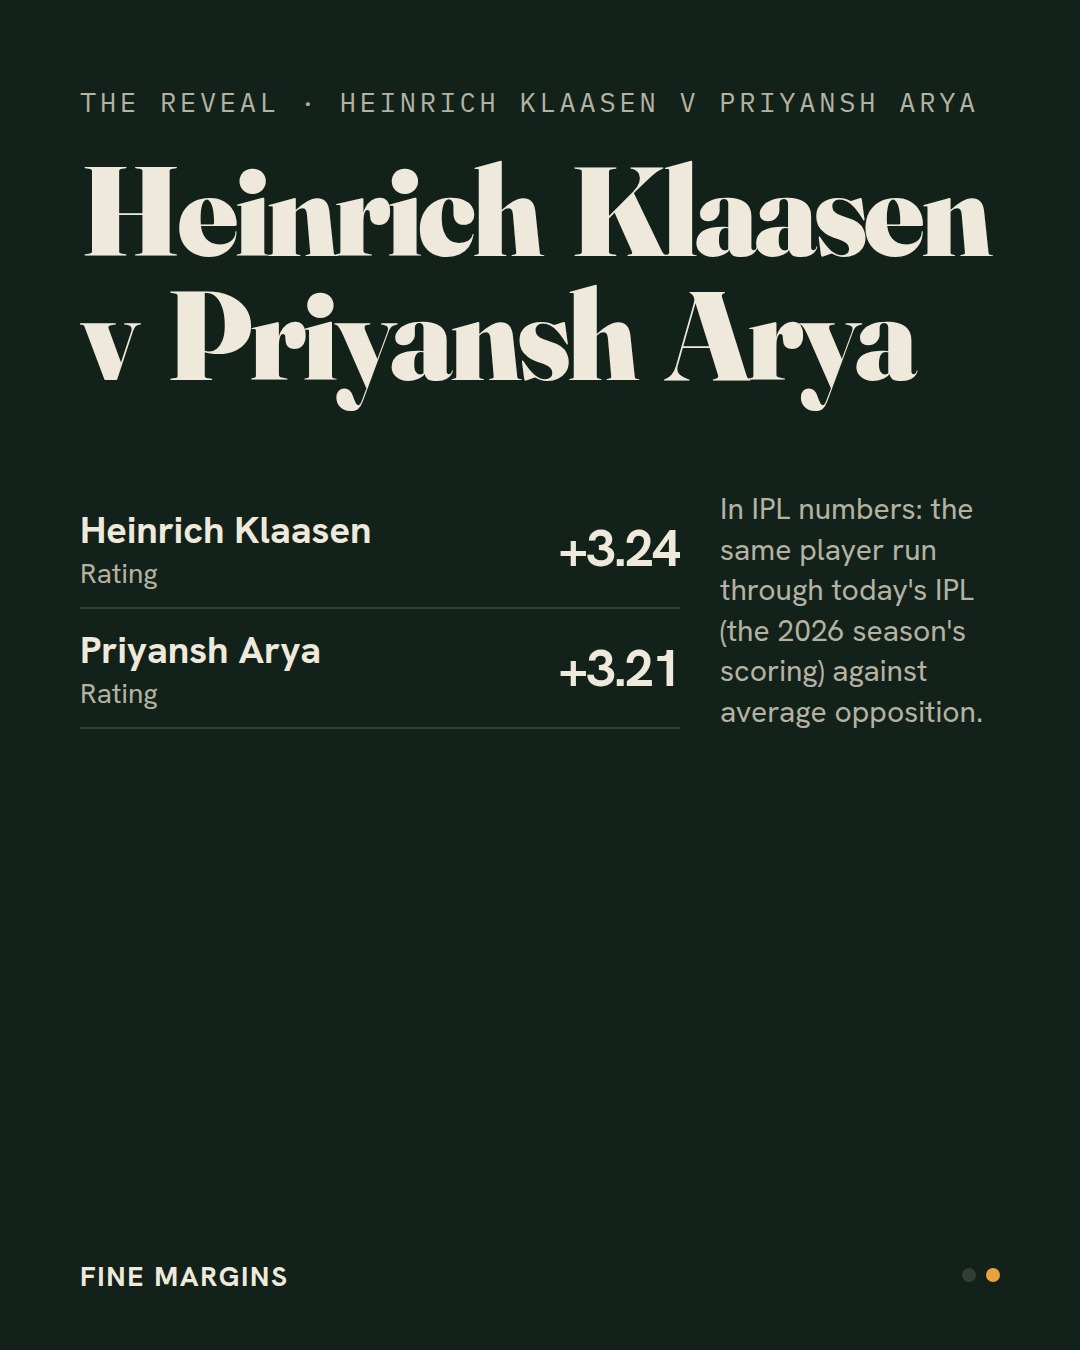 THE REVEAL · HEINRICH KLAASEN V PRIYANSH ARYA
Heinrich Klaasen
v Priyansh Arya
Heinrich Klaasen
Rating
+3.24
Priyansh Arya
Rating
+3.21
In IPL numbers: the
same player run
through today's IPL
(the 2026 season's
scoring) against
average opposition.
FINE MARGINS